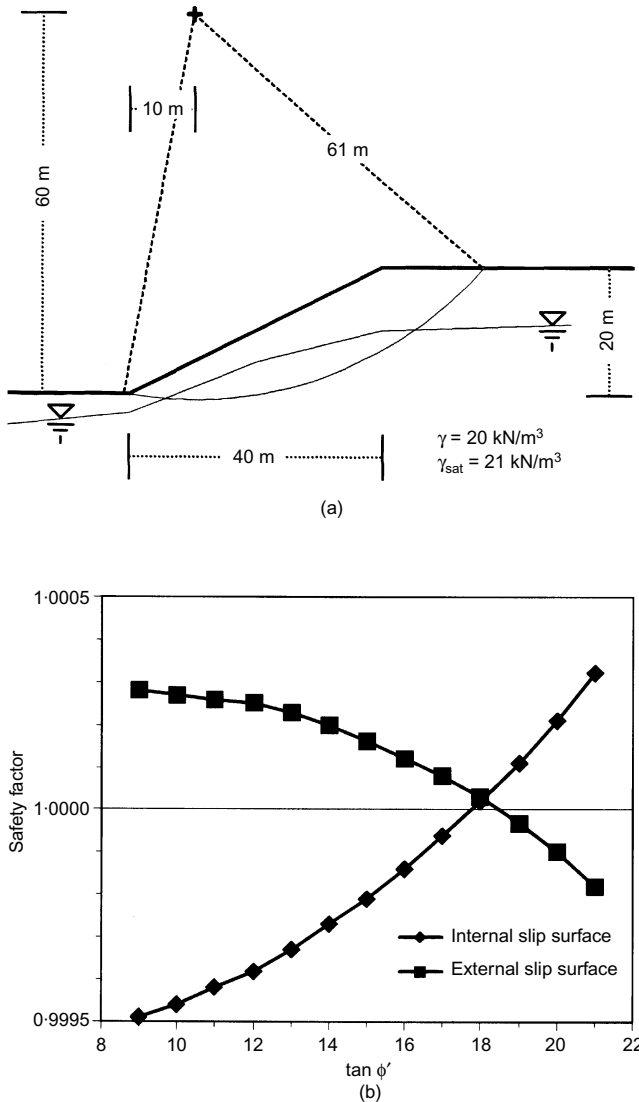 10 m
61 m
60 m
20 m
40 m
γ = 20 kN/m³
γsat = 21 kN/m³
(a)
1·0005
1·0000
0·9995
Safety factor
Internal slip surface
External slip surface
8 10 12 14 16 18 20 22
tan ϕ′
(b)